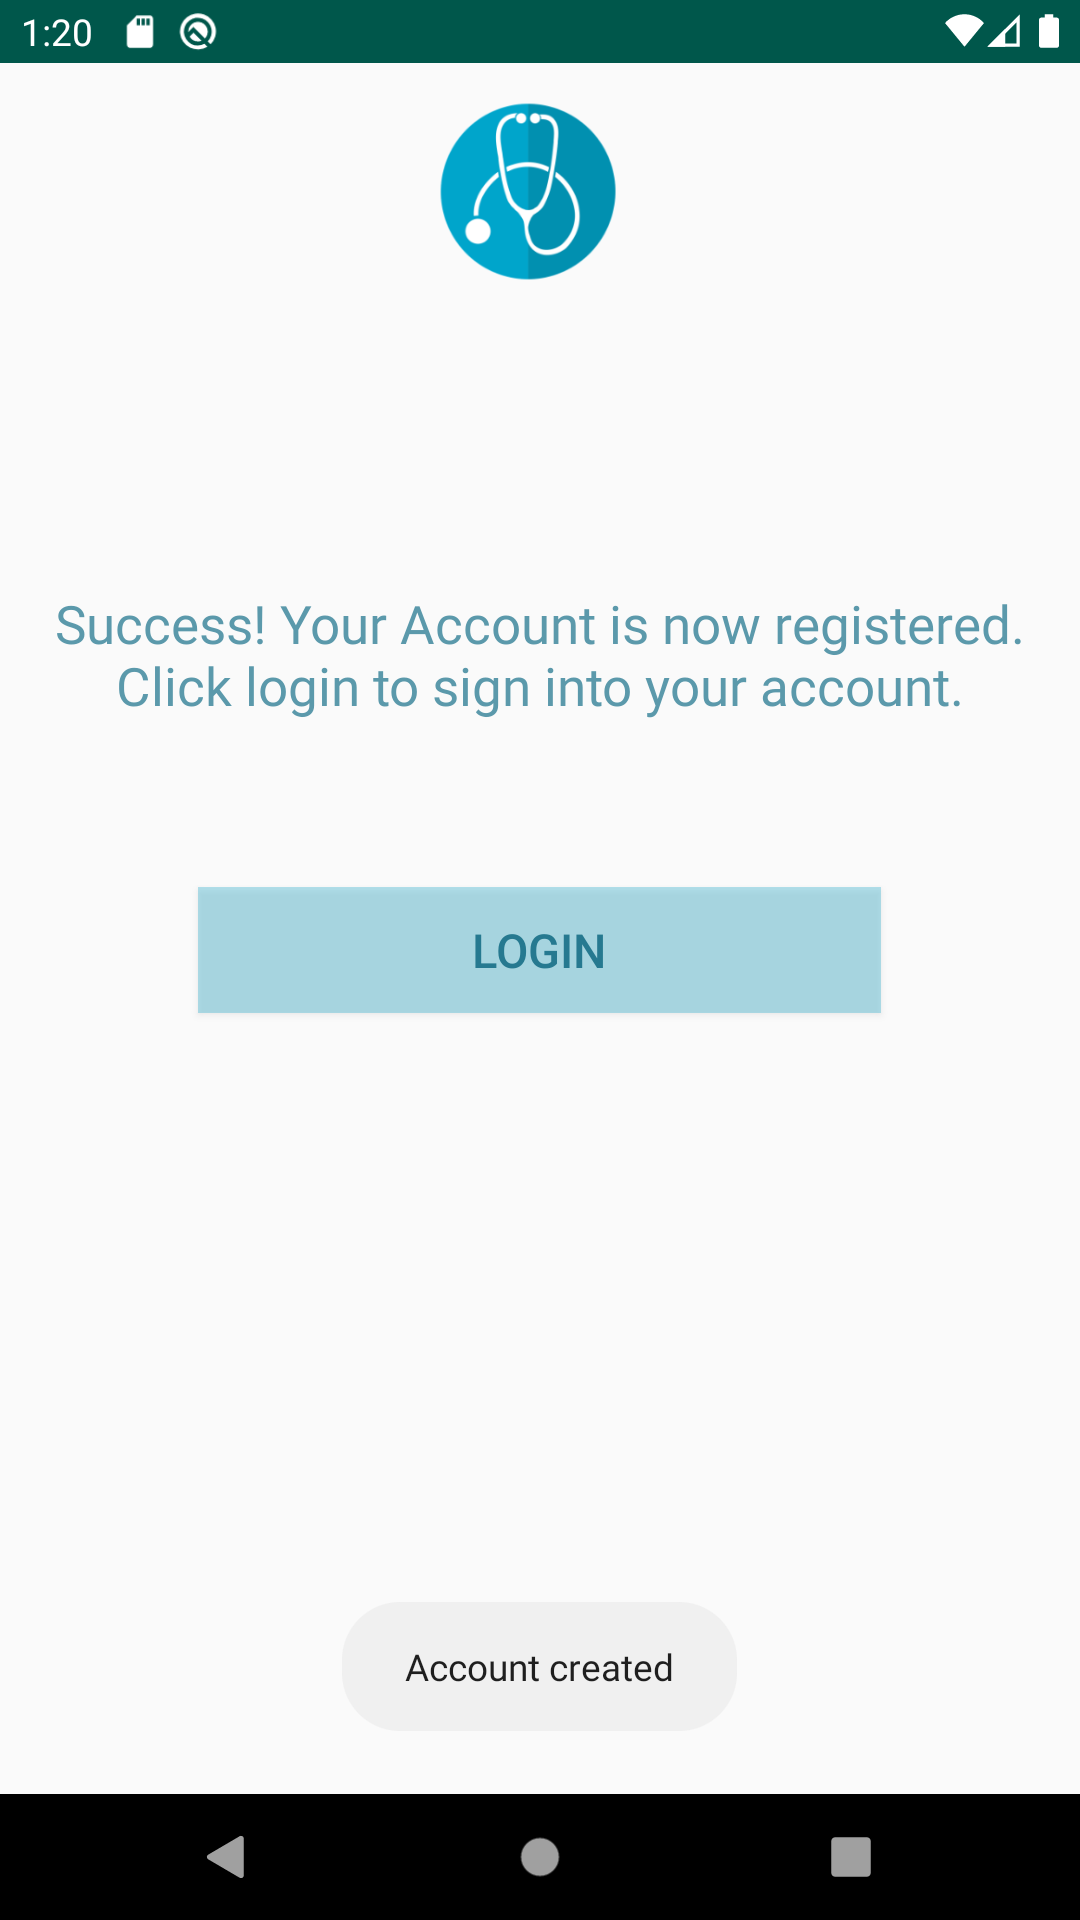 1:20
Success! Your Account is now registered.
Click login to sign into your account.
LOGIN
Account created